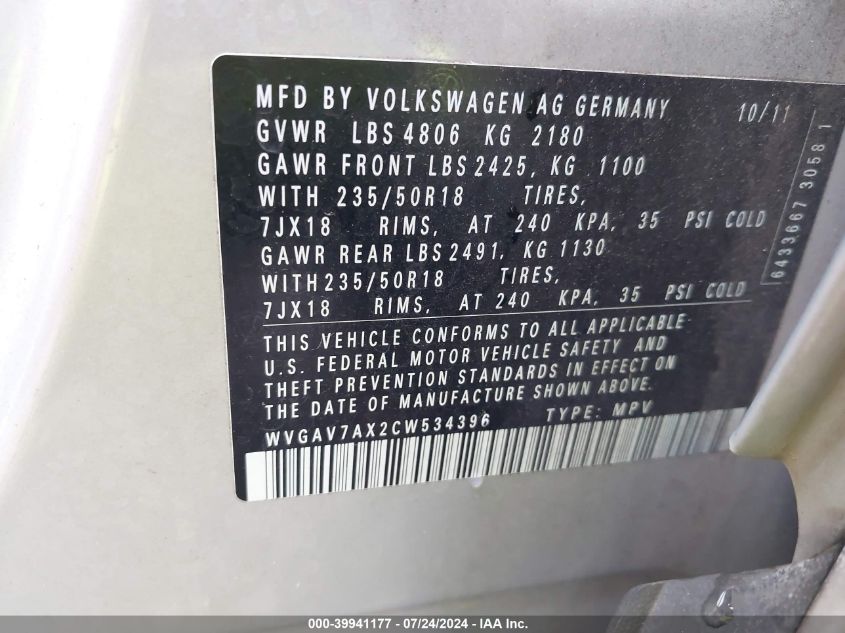 MFD BY VOLKSWAGEN AG GERMANY 10/11
GVWR LBS 4806 KG 2180
GAWR FRONT LBS 2425, KG 1100
WITH 235/50R18 TIRES,
7JX18 RIMS, AT 240 KPA, 35 PSI COLD
GAWR REAR LBS 2491, KG 1130
WITH 235/50R18 TIRES,
7JX18 RIMS, AT 240 KPA, 35 PSI COLD
6433667 30581
THIS VEHICLE CONFORMS TO ALL APPLICABLE
U.S. FEDERAL MOTOR VEHICLE SAFETY AND
THEFT PREVENTION STANDARDS IN EFFECT ON
THE DATE OF MANUFACTURE SHOWN ABOVE.
WVGAV7AX2CW534396 TYPE: MPV
000-39941177 - 07/24/2024 - IAA Inc.